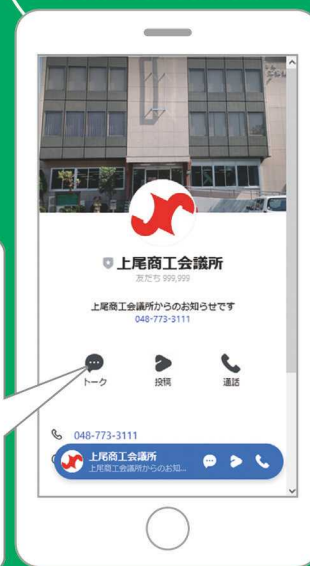 上尾商工会議所
友だち 999,999
上尾商工会議所からのお知らせです
048-773-3111
トーク
投稿
通話
048-773-3111
上尾商工会議所
上尾商工会議所からのお知...